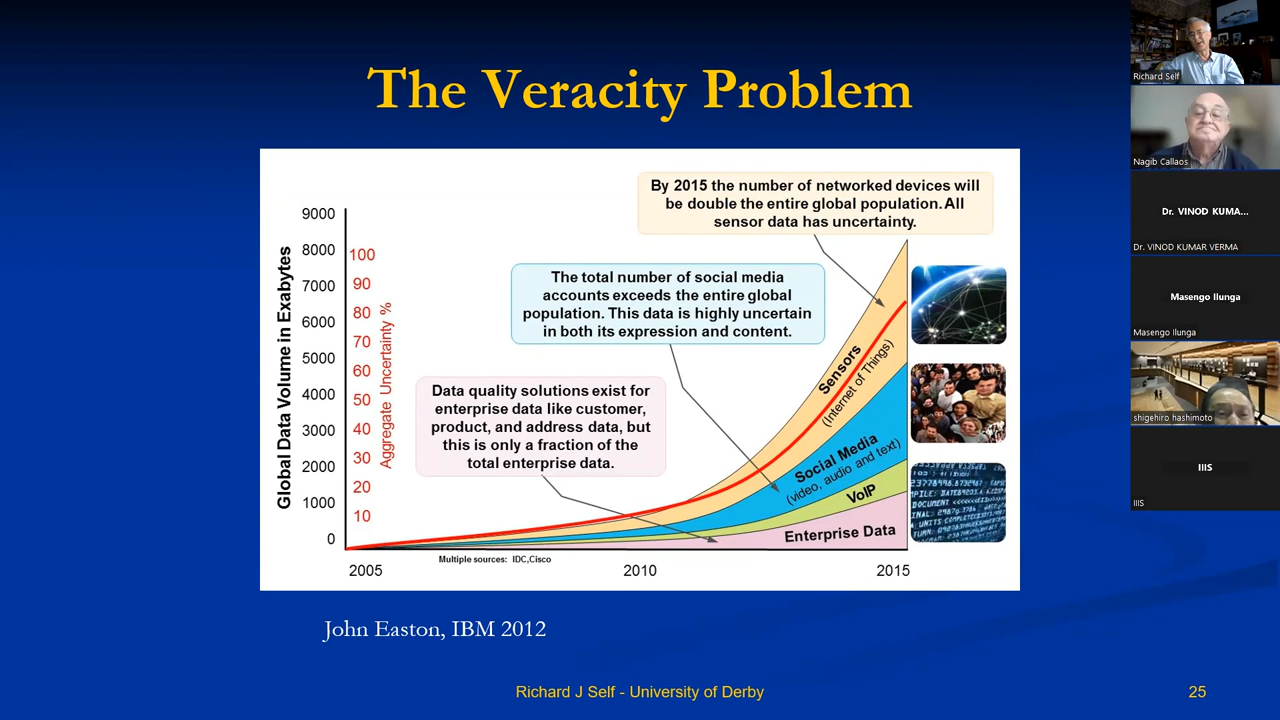 The Veracity Problem
By 2015 the number of networked devices will
be double the entire global population. All
sensor data has uncertainty.
The total number of social media
accounts exceeds the entire global
population. This data is highly uncertain
in both its expression and content.
Data quality solutions exist for
enterprise data like customer,
product, and address data, but
this is only a fraction of the
total enterprise data.
Global Data Volume in Exabytes
9000
8000
7000
6000
5000
4000
3000
2000
1000
0
Aggregate Uncertainty %
100
90
80
70
60
50
40
30
20
10
Sensors
(Internet of Things)
Social Media
(video, audio and text)
VoIP
Enterprise Data
Multiple sources: IDC,Cisco
2005
2010
2015
John Easton, IBM 2012
Richard J Self - University of Derby
25
Richard Self
Nagib Callaos
Dr. VINOD KUMA...
Dr. VINOD KUMAR VERMA
Masengo Ilunga
Masengo Ilunga
shigehiro hashimoto
IIIS
IIIS